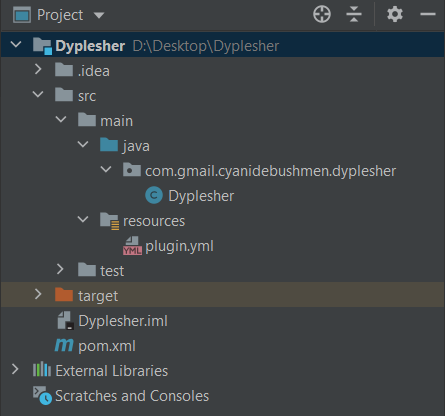 Project
Dyplesher D:\Desktop\Dyplesher
.idea
src
main
java
com.gmail.cyanidebushmen.dyplesher
C Dyplesher
resources
YML plugin.yml
test
target
Dyplesher.iml
m pom.xml
External Libraries
Scratches and Consoles